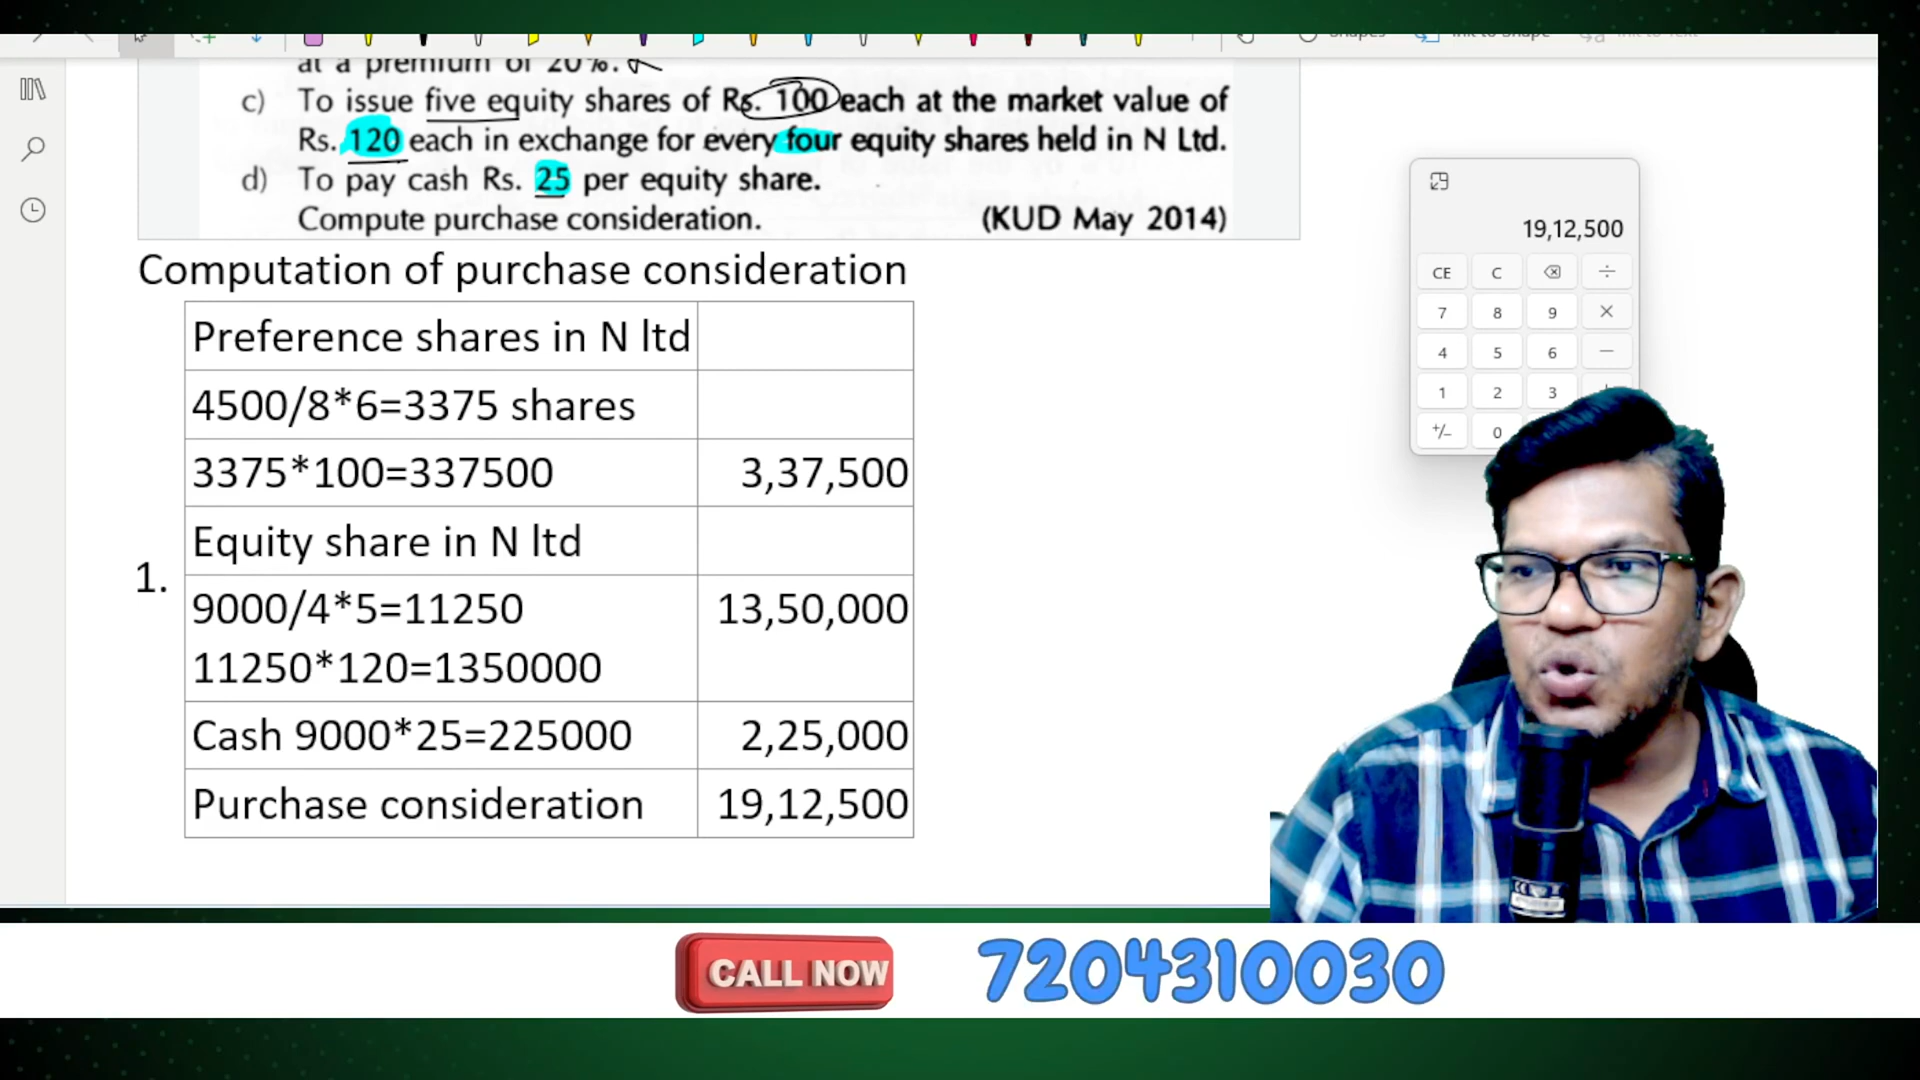 at a premium of 20%.
c) To issue five equity shares of Rs. 100 each at the market value of
Rs. 120 each in exchange for every four equity shares held in N Ltd.
d) To pay cash Rs. 25 per equity share.
Compute purchase consideration. (KUD May 2014)
Computation of purchase consideration
1.
Preference shares in N ltd
4500/8*6=3375 shares
3375*100=337500 3,37,500
Equity share in N ltd
9000/4*5=11250 13,50,000
11250*120=1350000
Cash 9000*25=225000 2,25,000
Purchase consideration 19,12,500
19,12,500
CE C ÷
7 8 9 ×
4 5 6 −
1 2 3 +
+/− 0
CALL NOW 7204310030